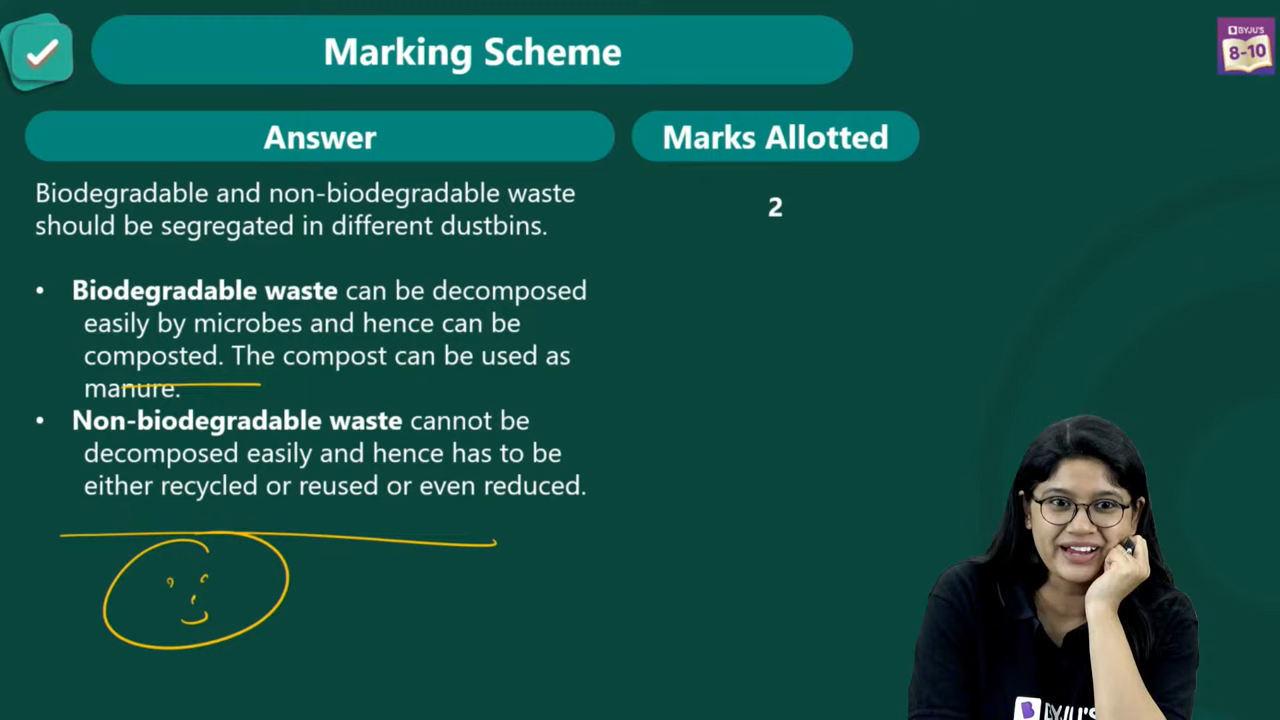 Marking Scheme
BYJU'S
8-10
Answer
Marks Allotted
Biodegradable and non-biodegradable waste
should be segregated in different dustbins.
2
• Biodegradable waste can be decomposed
easily by microbes and hence can be
composted. The compost can be used as
manure.
• Non-biodegradable waste cannot be
decomposed easily and hence has to be
either recycled or reused or even reduced.
BYJU'S